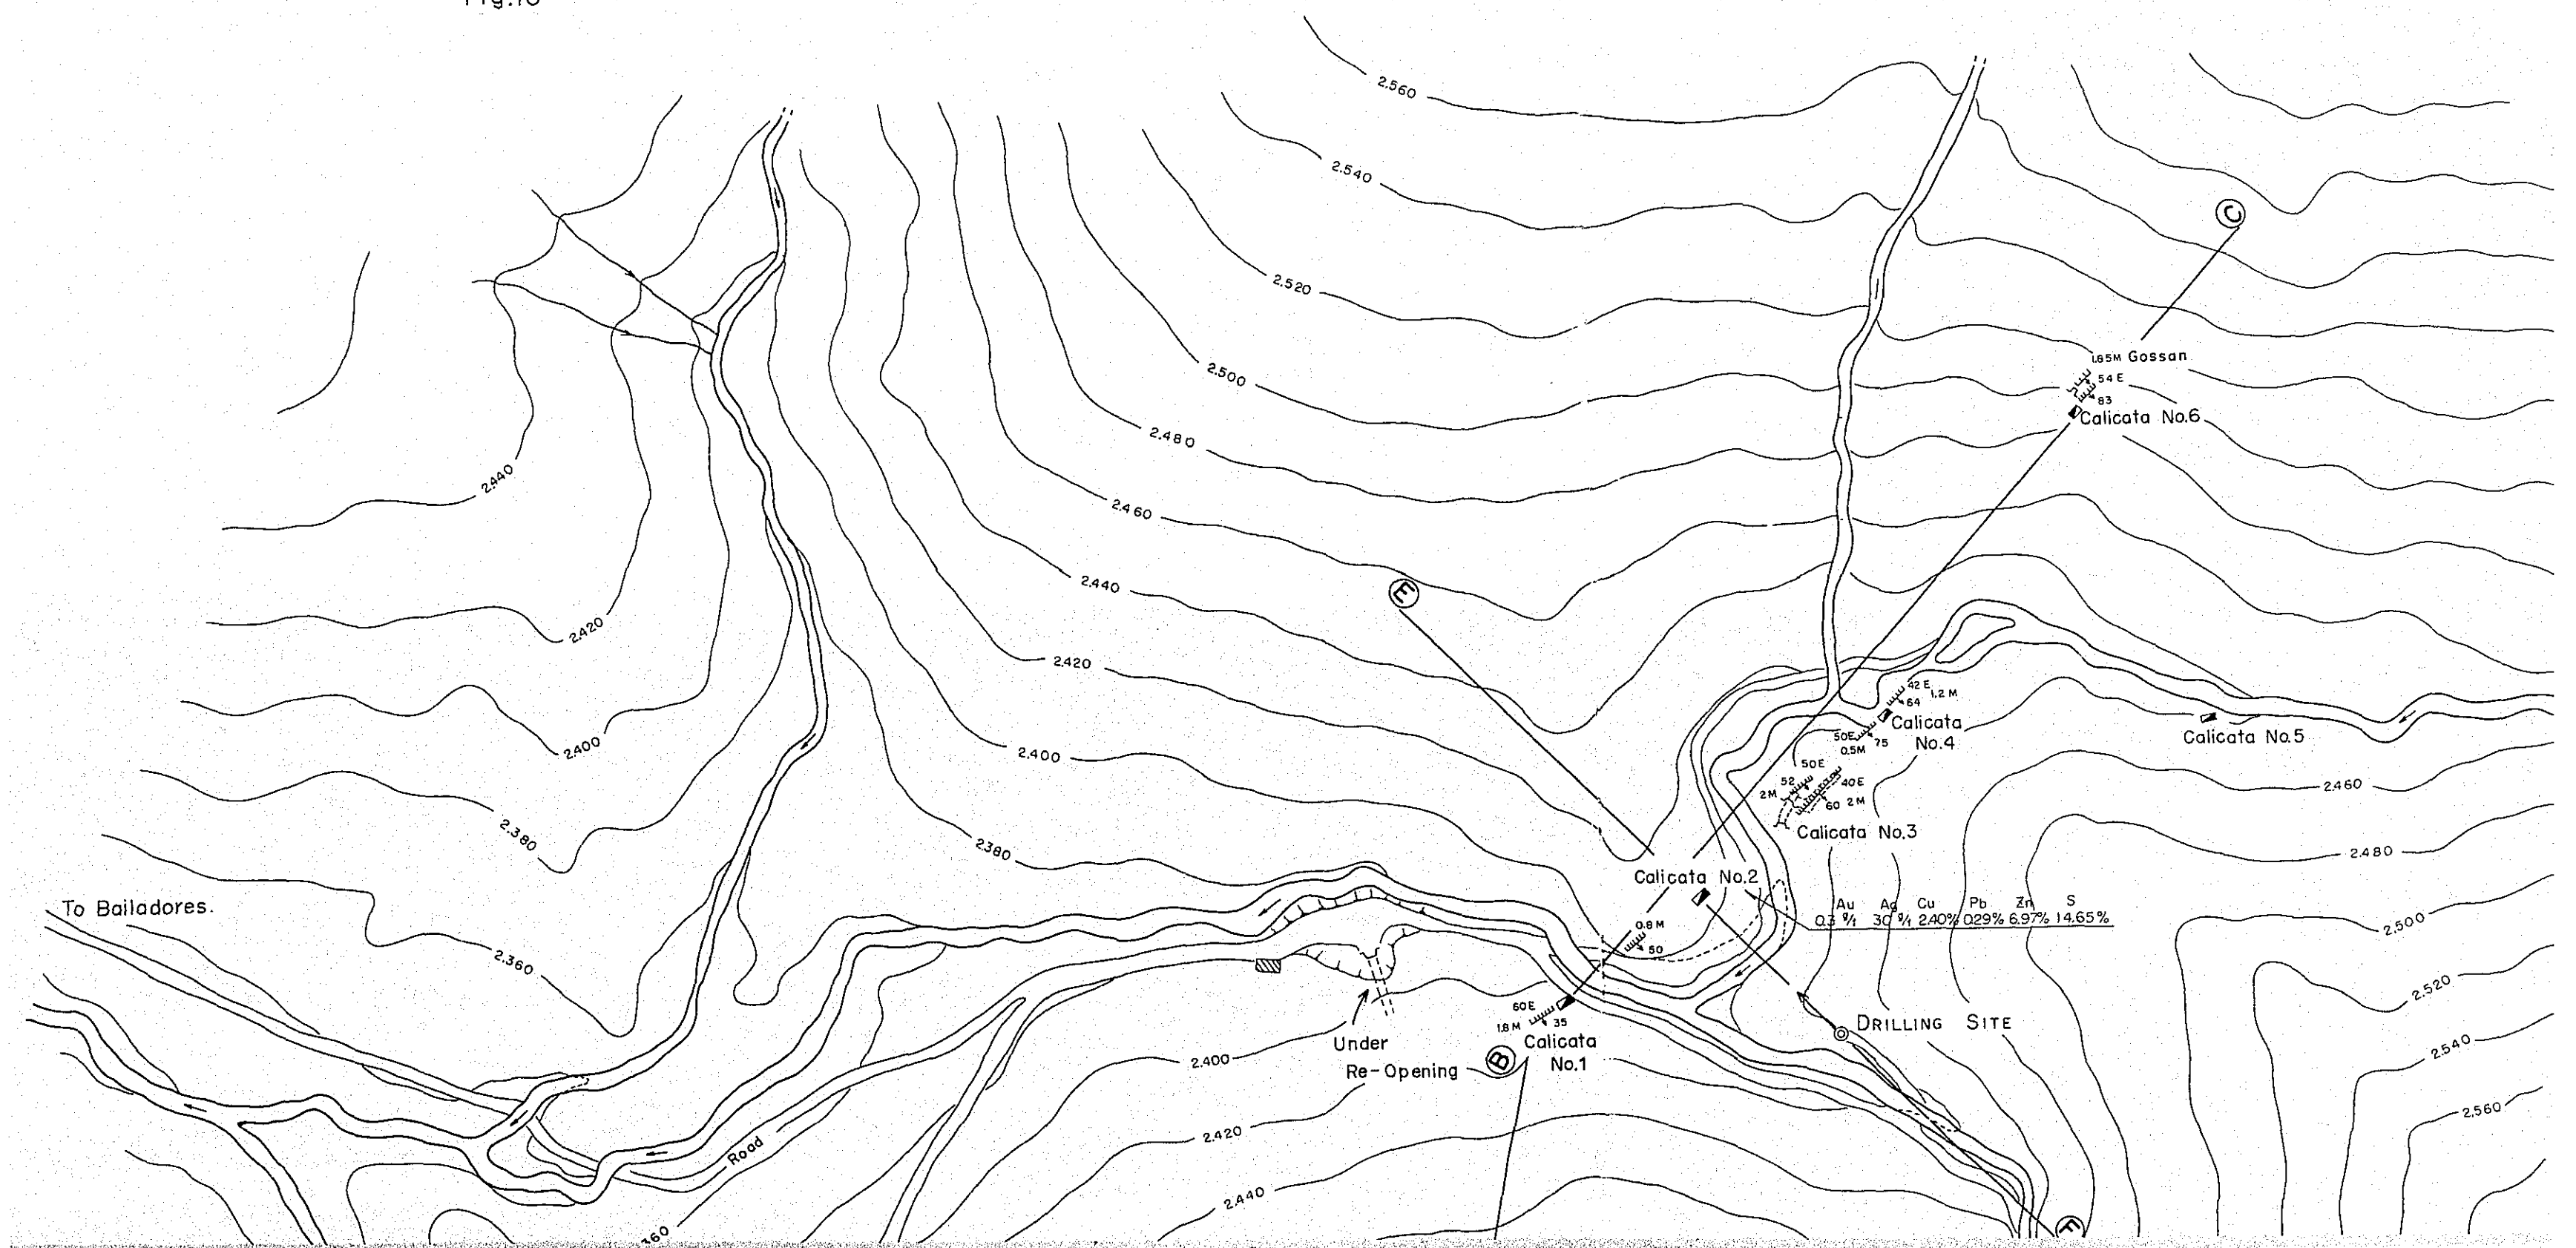 Fig.10
2.560
2.540
2.520
2.500
2.480
2.460
2.440
2.420
2.400
2.380
C
1.85M Gossan
54 E
83
Calicata No.6
2.440
2.420
2.400
2.380
2.360
E
42 E
1.2 M
64
Calicata
No.4
50E
0.5M
75
50E
52
2M
40E
60 2M
Calicata No.3
Calicata No.5
2.460
2.480
2.500
2.520
2.540
2.560
Calicata No.2
Au Ag Cu Pb Zn S
2.40% 0.29% 6.97% 14.65%
0.8 M
50
To Bailadores.
60E
1.8 M
35
Calicata
No.1
B
Under
Re-Opening
DRILLING SITE
2.400
2.420
2.440
Road
360
F